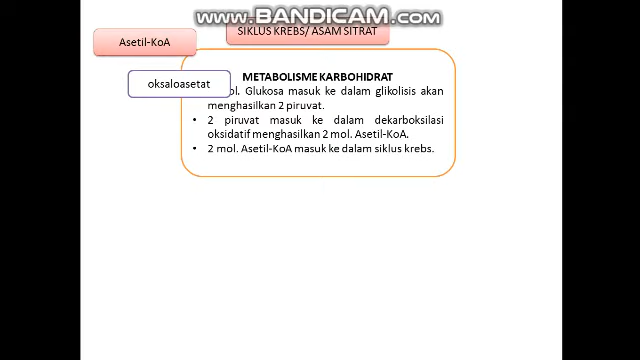 www.BANDICAM.com
SIKLUS KREBS/ ASAM SITRAT
Asetil-KoA
METABOLISME KARBOHIDRAT
oksaloasetat
mol. Glukosa masuk ke dalam glikolisis akan
menghasilkan 2 piruvat.
• 2 piruvat masuk ke dalam dekarboksilasi
oksidatif menghasilkan 2 mol. Asetil-KoA.
• 2 mol. Asetil-KoA masuk ke dalam siklus krebs.